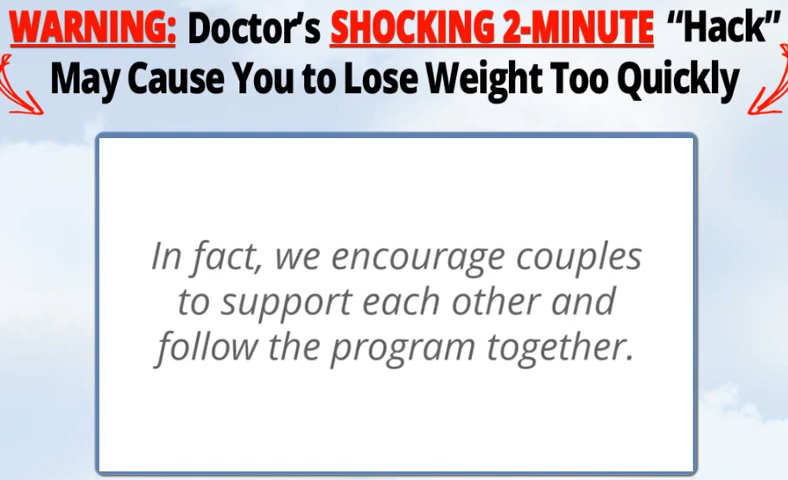 WARNING: Doctor's SHOCKING 2-MINUTE “Hack”
May Cause You to Lose Weight Too Quickly
In fact, we encourage couples
to support each other and
follow the program together.